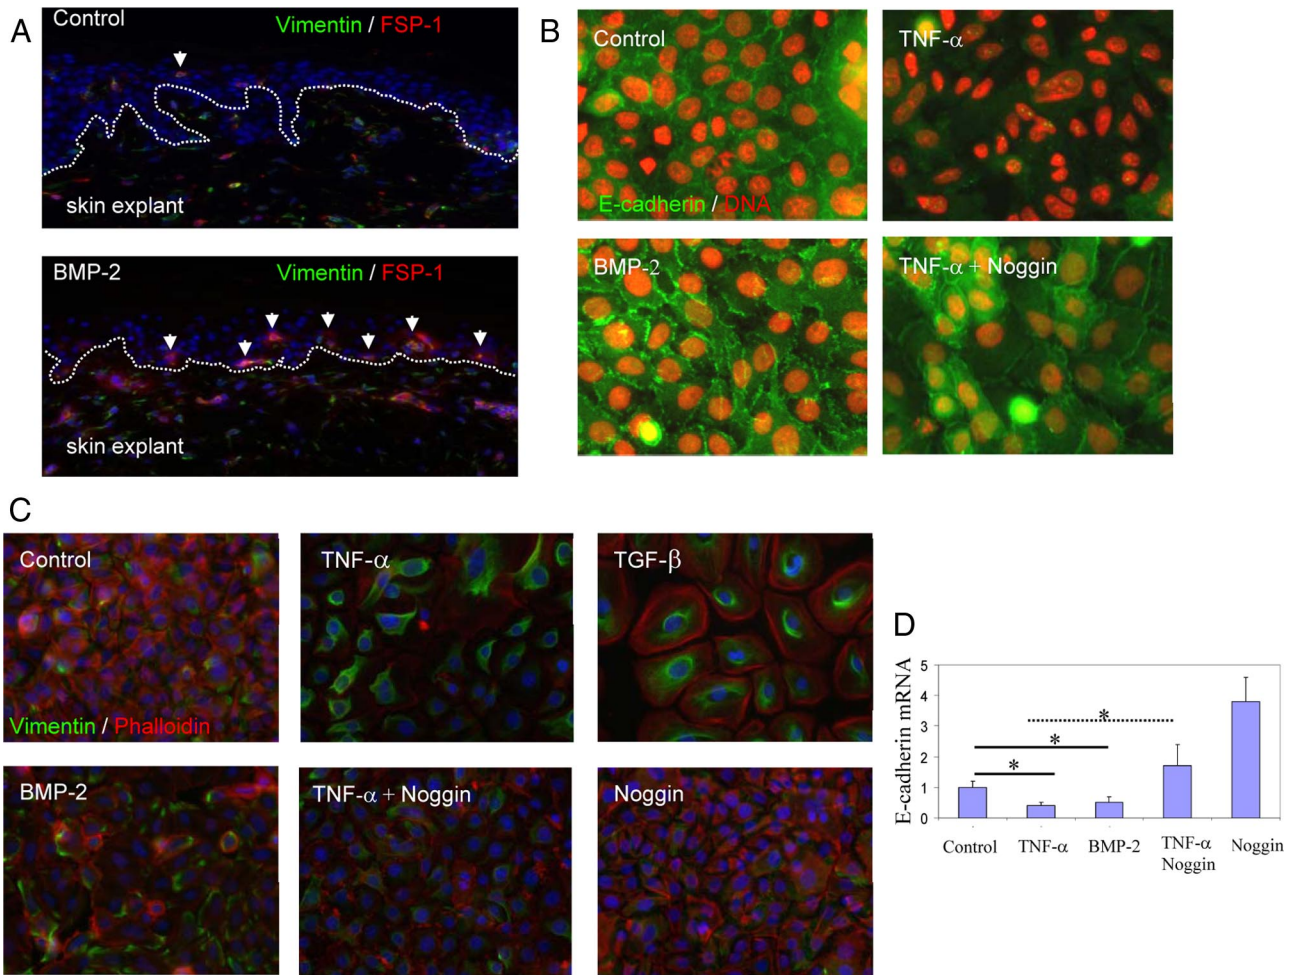 A
Control
Vimentin / FSP-1
skin explant
BMP-2
Vimentin / FSP-1
skin explant
B
Control
E-cadherin / DNA
TNF-α
BMP-2
TNF-α + Noggin
C
Control
Vimentin / Phalloidin
TNF-α
TGF-β
BMP-2
TNF-α + Noggin
Noggin
D
E-cadherin mRNA
5
4
3
2
1
0
*
*
*
Control
TNF-α
BMP-2
TNF-α
Noggin
Noggin